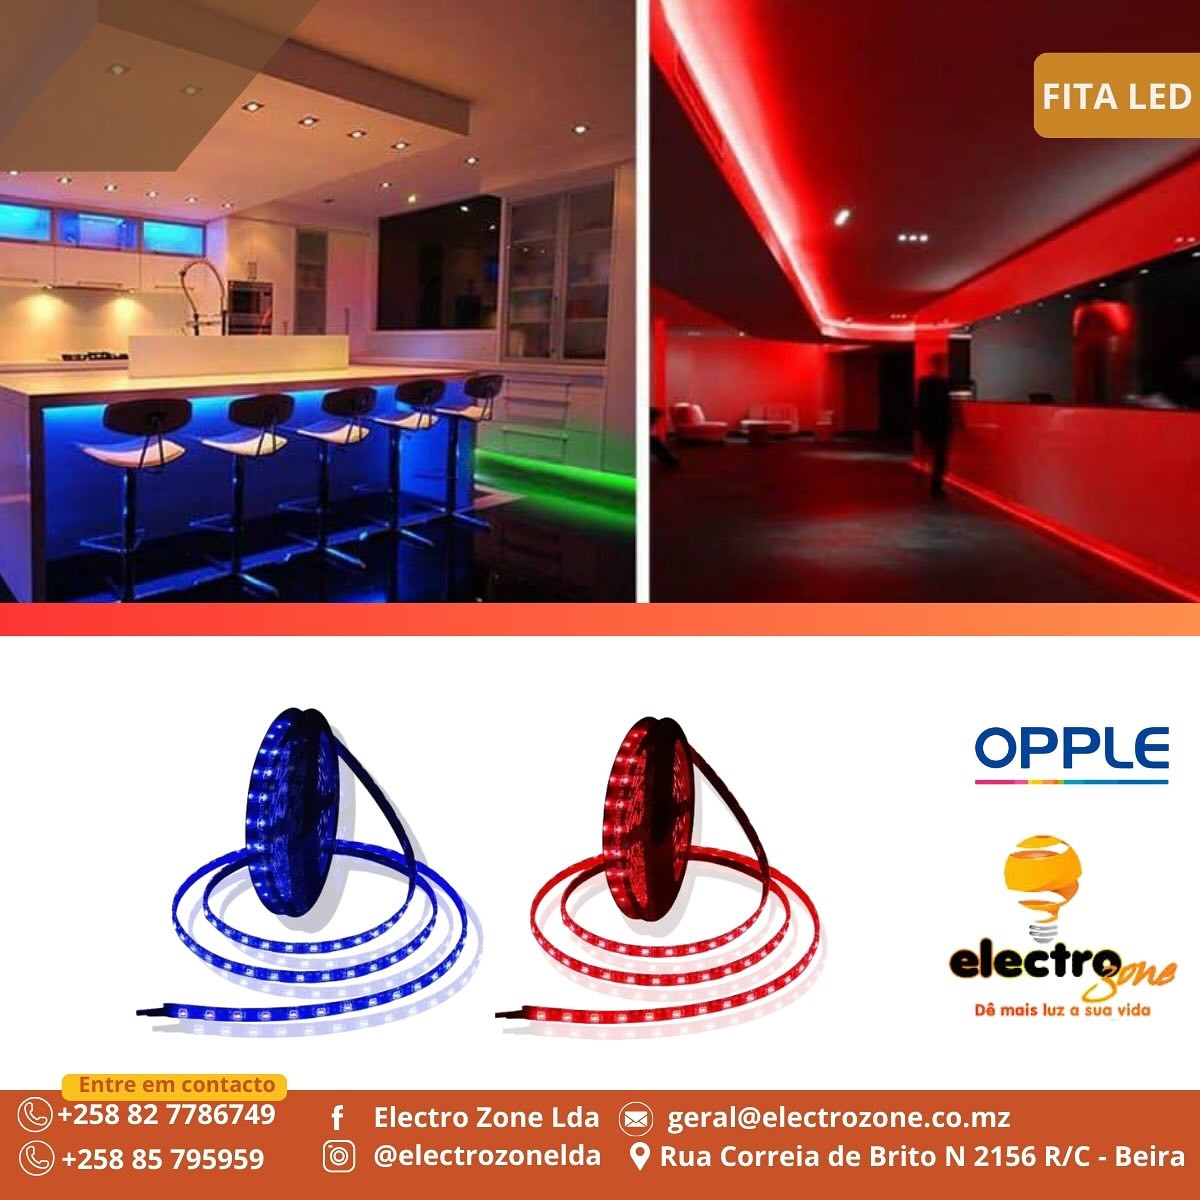 FITA LED
OPPLE
electro
zone
Dê mais luz a sua vida
Entre em contacto
+258 82 7786749
+258 85 795959
Electro Zone Lda
@electrozonelda
geral@electrozone.co.mz
Rua Correia de Brito N 2156 R/C - Beira